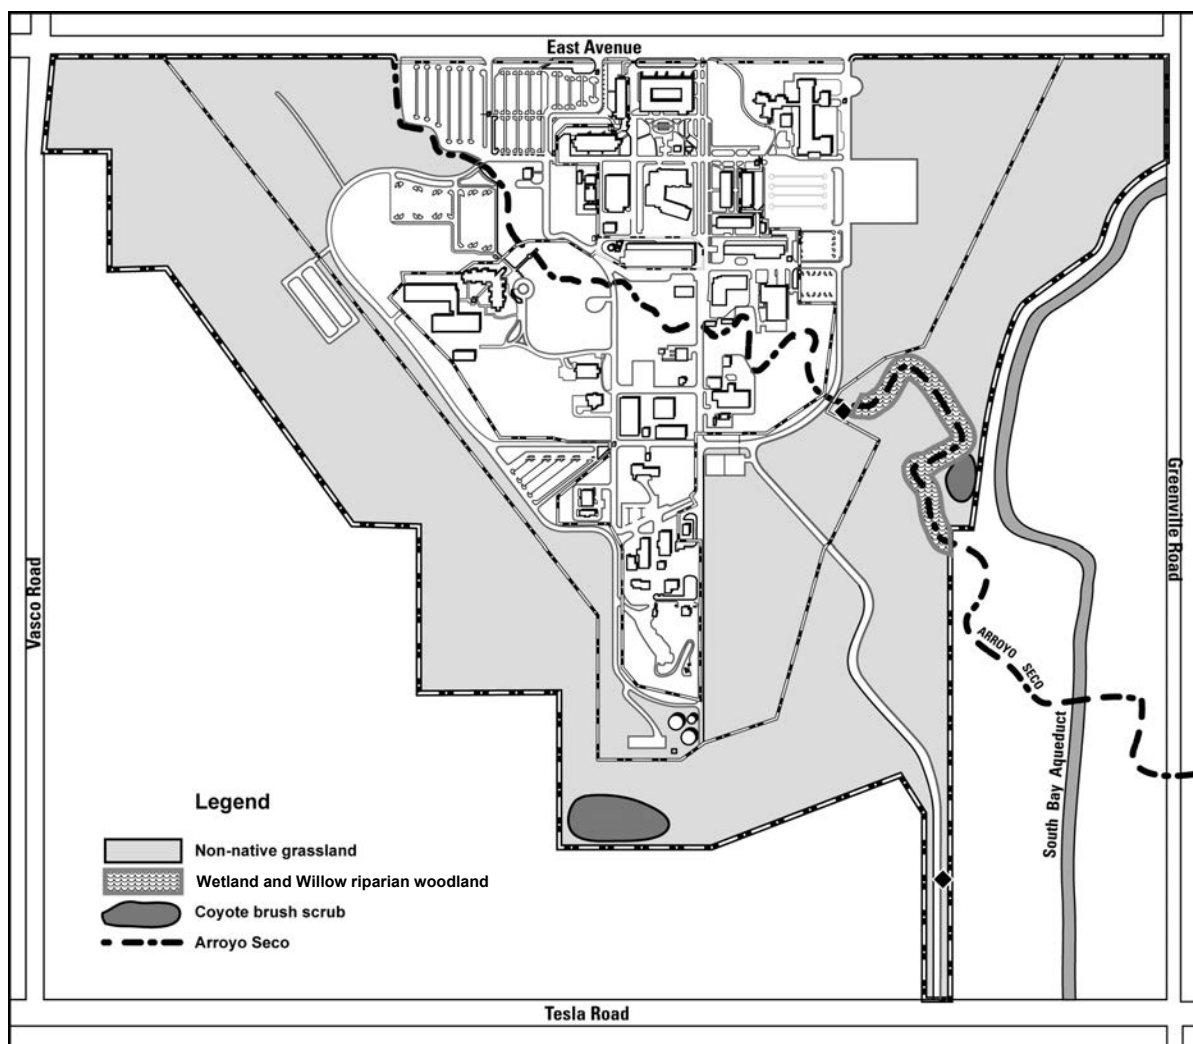 East Avenue
Vasco Road
Greenville Road
ARROYO SECO
South Bay Aqueduct
Legend
Non-native grassland
Wetland and Willow riparian woodland
Coyote brush scrub
Arroyo Seco
Tesla Road